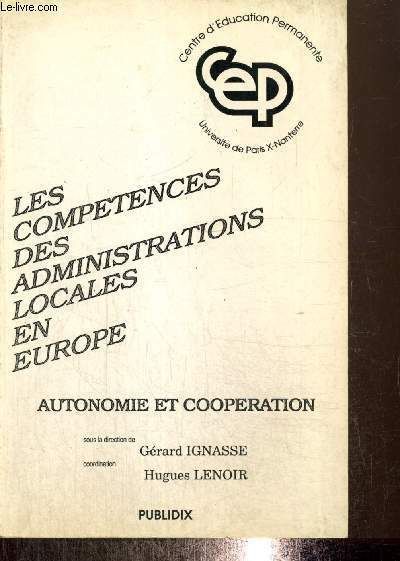 Le-livre.com
Centre d'Education Permanente
cep
Université de Paris X-Nanterre
LES
COMPETENCES
DES
ADMINISTRATIONS
LOCALES
EN
EUROPE
AUTONOMIE ET COOPERATION
sous la direction de
Gérard IGNASSE
coordination
Hugues LENOIR
PUBLIDIX